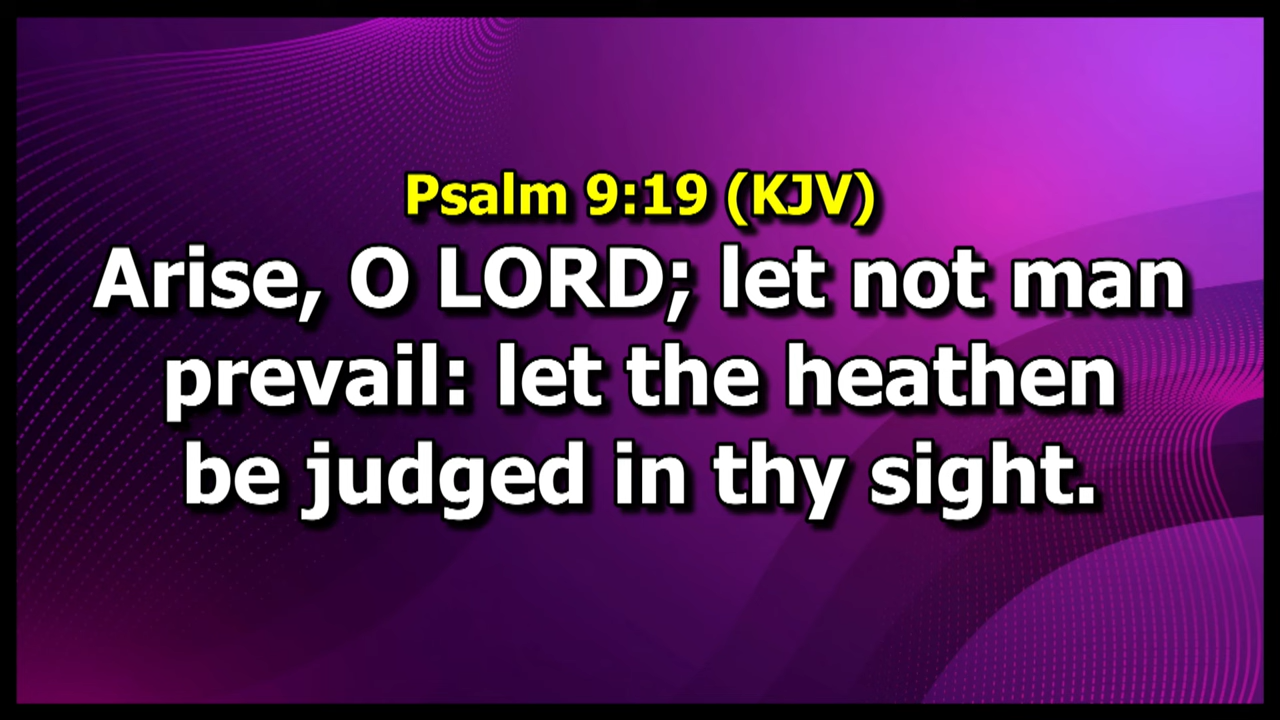 Psalm 9:19 (KJV)
Arise, O LORD; let not man
prevail: let the heathen
be judged in thy sight.